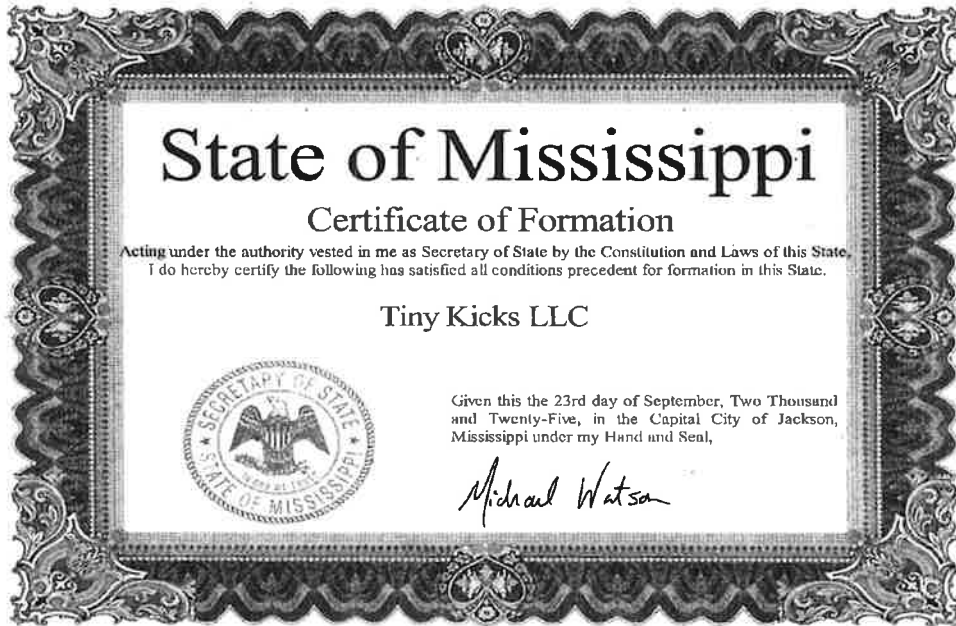 State of Mississippi
Certificate of Formation
Acting under the authority vested in me as Secretary of State by the Constitution and Laws of this State,
I do hereby certify the following has satisfied all conditions precedent for formation in this State.
Tiny Kicks LLC
SECRETARY OF STATE
STATE OF MISSISSIPPI
Given this the 23rd day of September, Two Thousand
and Twenty-Five, in the Capital City of Jackson,
Mississippi under my Hand and Seal,
Michael Watson